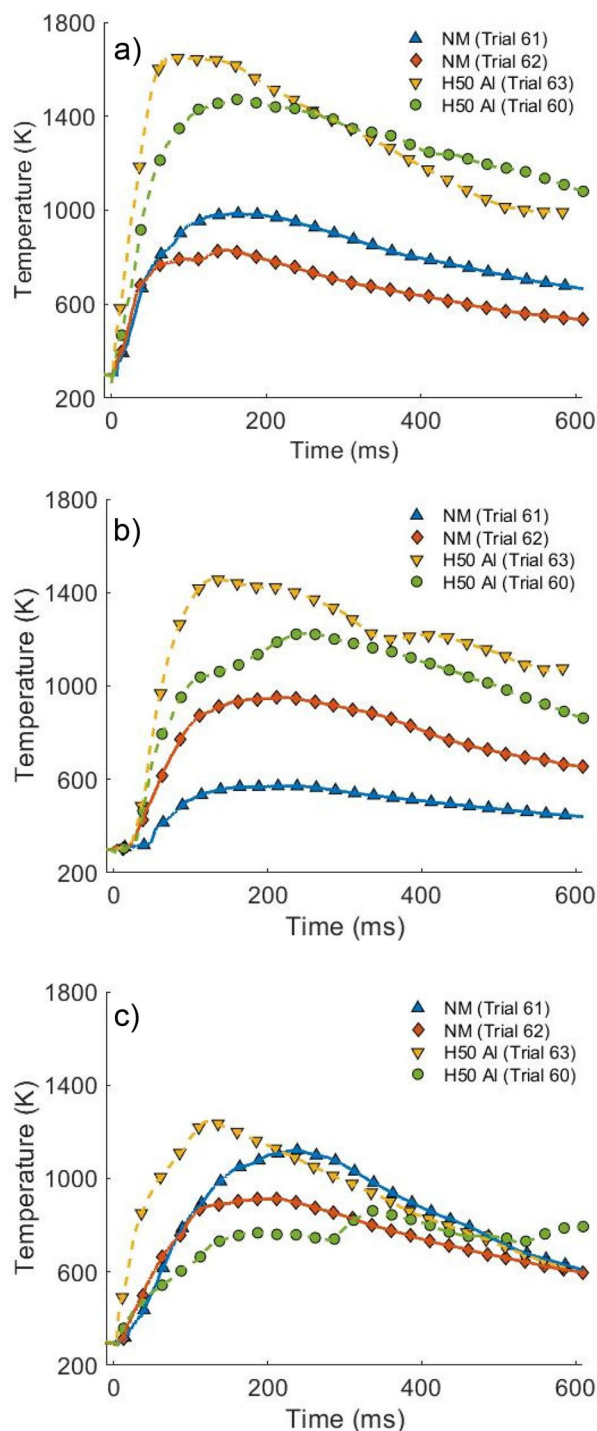 a)
1800
1400
1000
600
200
Temperature (K)
NM (Trial 61)
NM (Trial 62)
H50 Al (Trial 63)
H50 Al (Trial 60)
0 200 400 600
Time (ms)
b)
1800
1400
1000
600
200
Temperature (K)
NM (Trial 61)
NM (Trial 62)
H50 Al (Trial 63)
H50 Al (Trial 60)
0 200 400 600
Time (ms)
c)
1800
1400
1000
600
200
Temperature (K)
NM (Trial 61)
NM (Trial 62)
H50 Al (Trial 63)
H50 Al (Trial 60)
0 200 400 600
Time (ms)